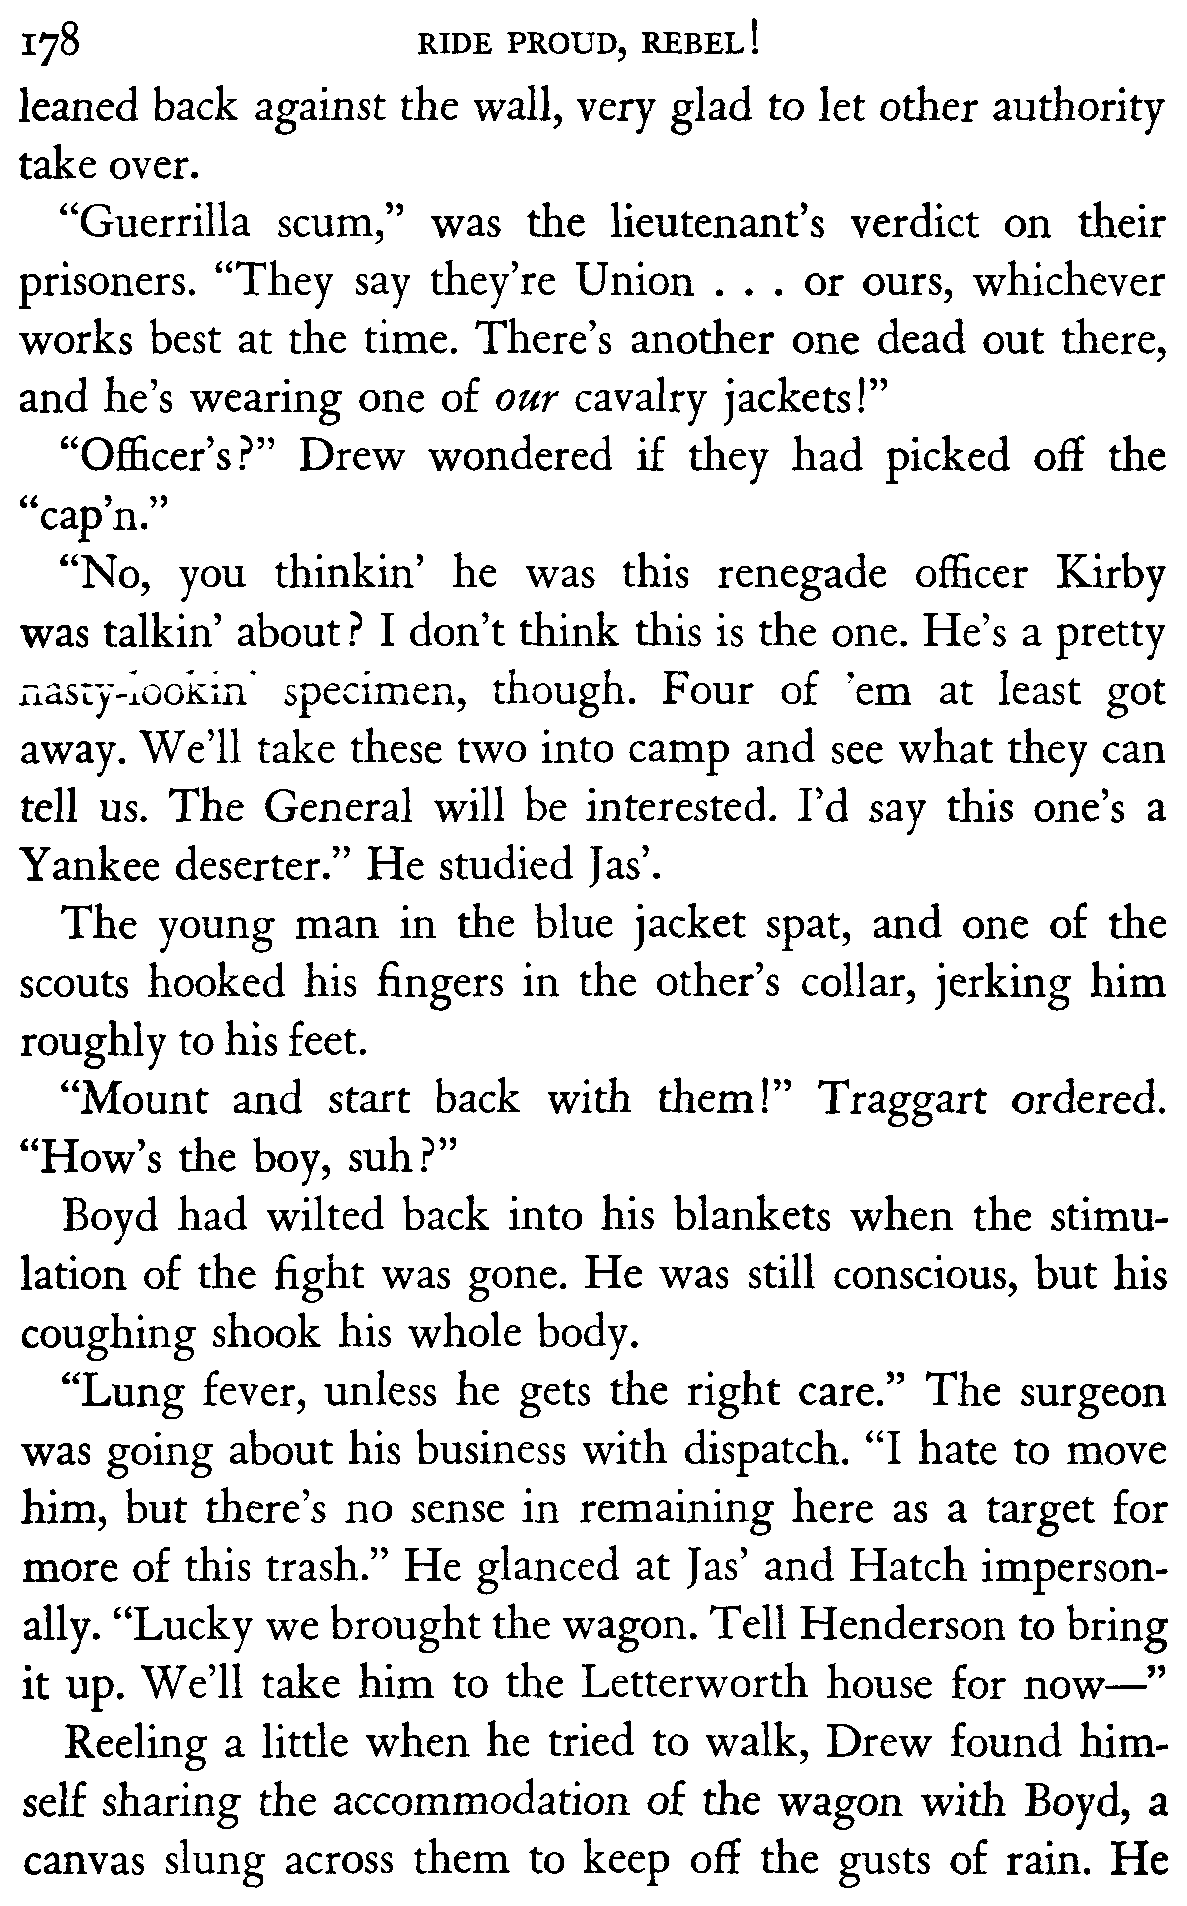 178 RIDE PROUD, REBEL!
leaned back against the wall, very glad to let other authority
take over.
“Guerrilla scum,” was the lieutenant’s verdict on their
prisoners. “They say they’re Union . . . or ours, whichever
works best at the time. There’s another one dead out there,
and he’s wearing one of our cavalry jackets!”
“Officer’s?” Drew wondered if they had picked off the
“cap’n.”
“No, you thinkin’ he was this renegade officer Kirby
was talkin’ about? I don’t think this is the one. He’s a pretty
nasty-lookin’ specimen, though. Four of ’em at least got
away. We’ll take these two into camp and see what they can
tell us. The General will be interested. I’d say this one’s a
Yankee deserter.” He studied Jas’.
The young man in the blue jacket spat, and one of the
scouts hooked his fingers in the other’s collar, jerking him
roughly to his feet.
“Mount and start back with them!” Traggart ordered.
“How’s the boy, suh?”
Boyd had wilted back into his blankets when the stimu-
lation of the fight was gone. He was still conscious, but his
coughing shook his whole body.
“Lung fever, unless he gets the right care.” The surgeon
was going about his business with dispatch. “I hate to move
him, but there’s no sense in remaining here as a target for
more of this trash.” He glanced at Jas’ and Hatch imperson-
ally. “Lucky we brought the wagon. Tell Henderson to bring
it up. We’ll take him to the Letterworth house for now—”
Reeling a little when he tried to walk, Drew found him-
self sharing the accommodation of the wagon with Boyd, a
canvas slung across them to keep off the gusts of rain. He